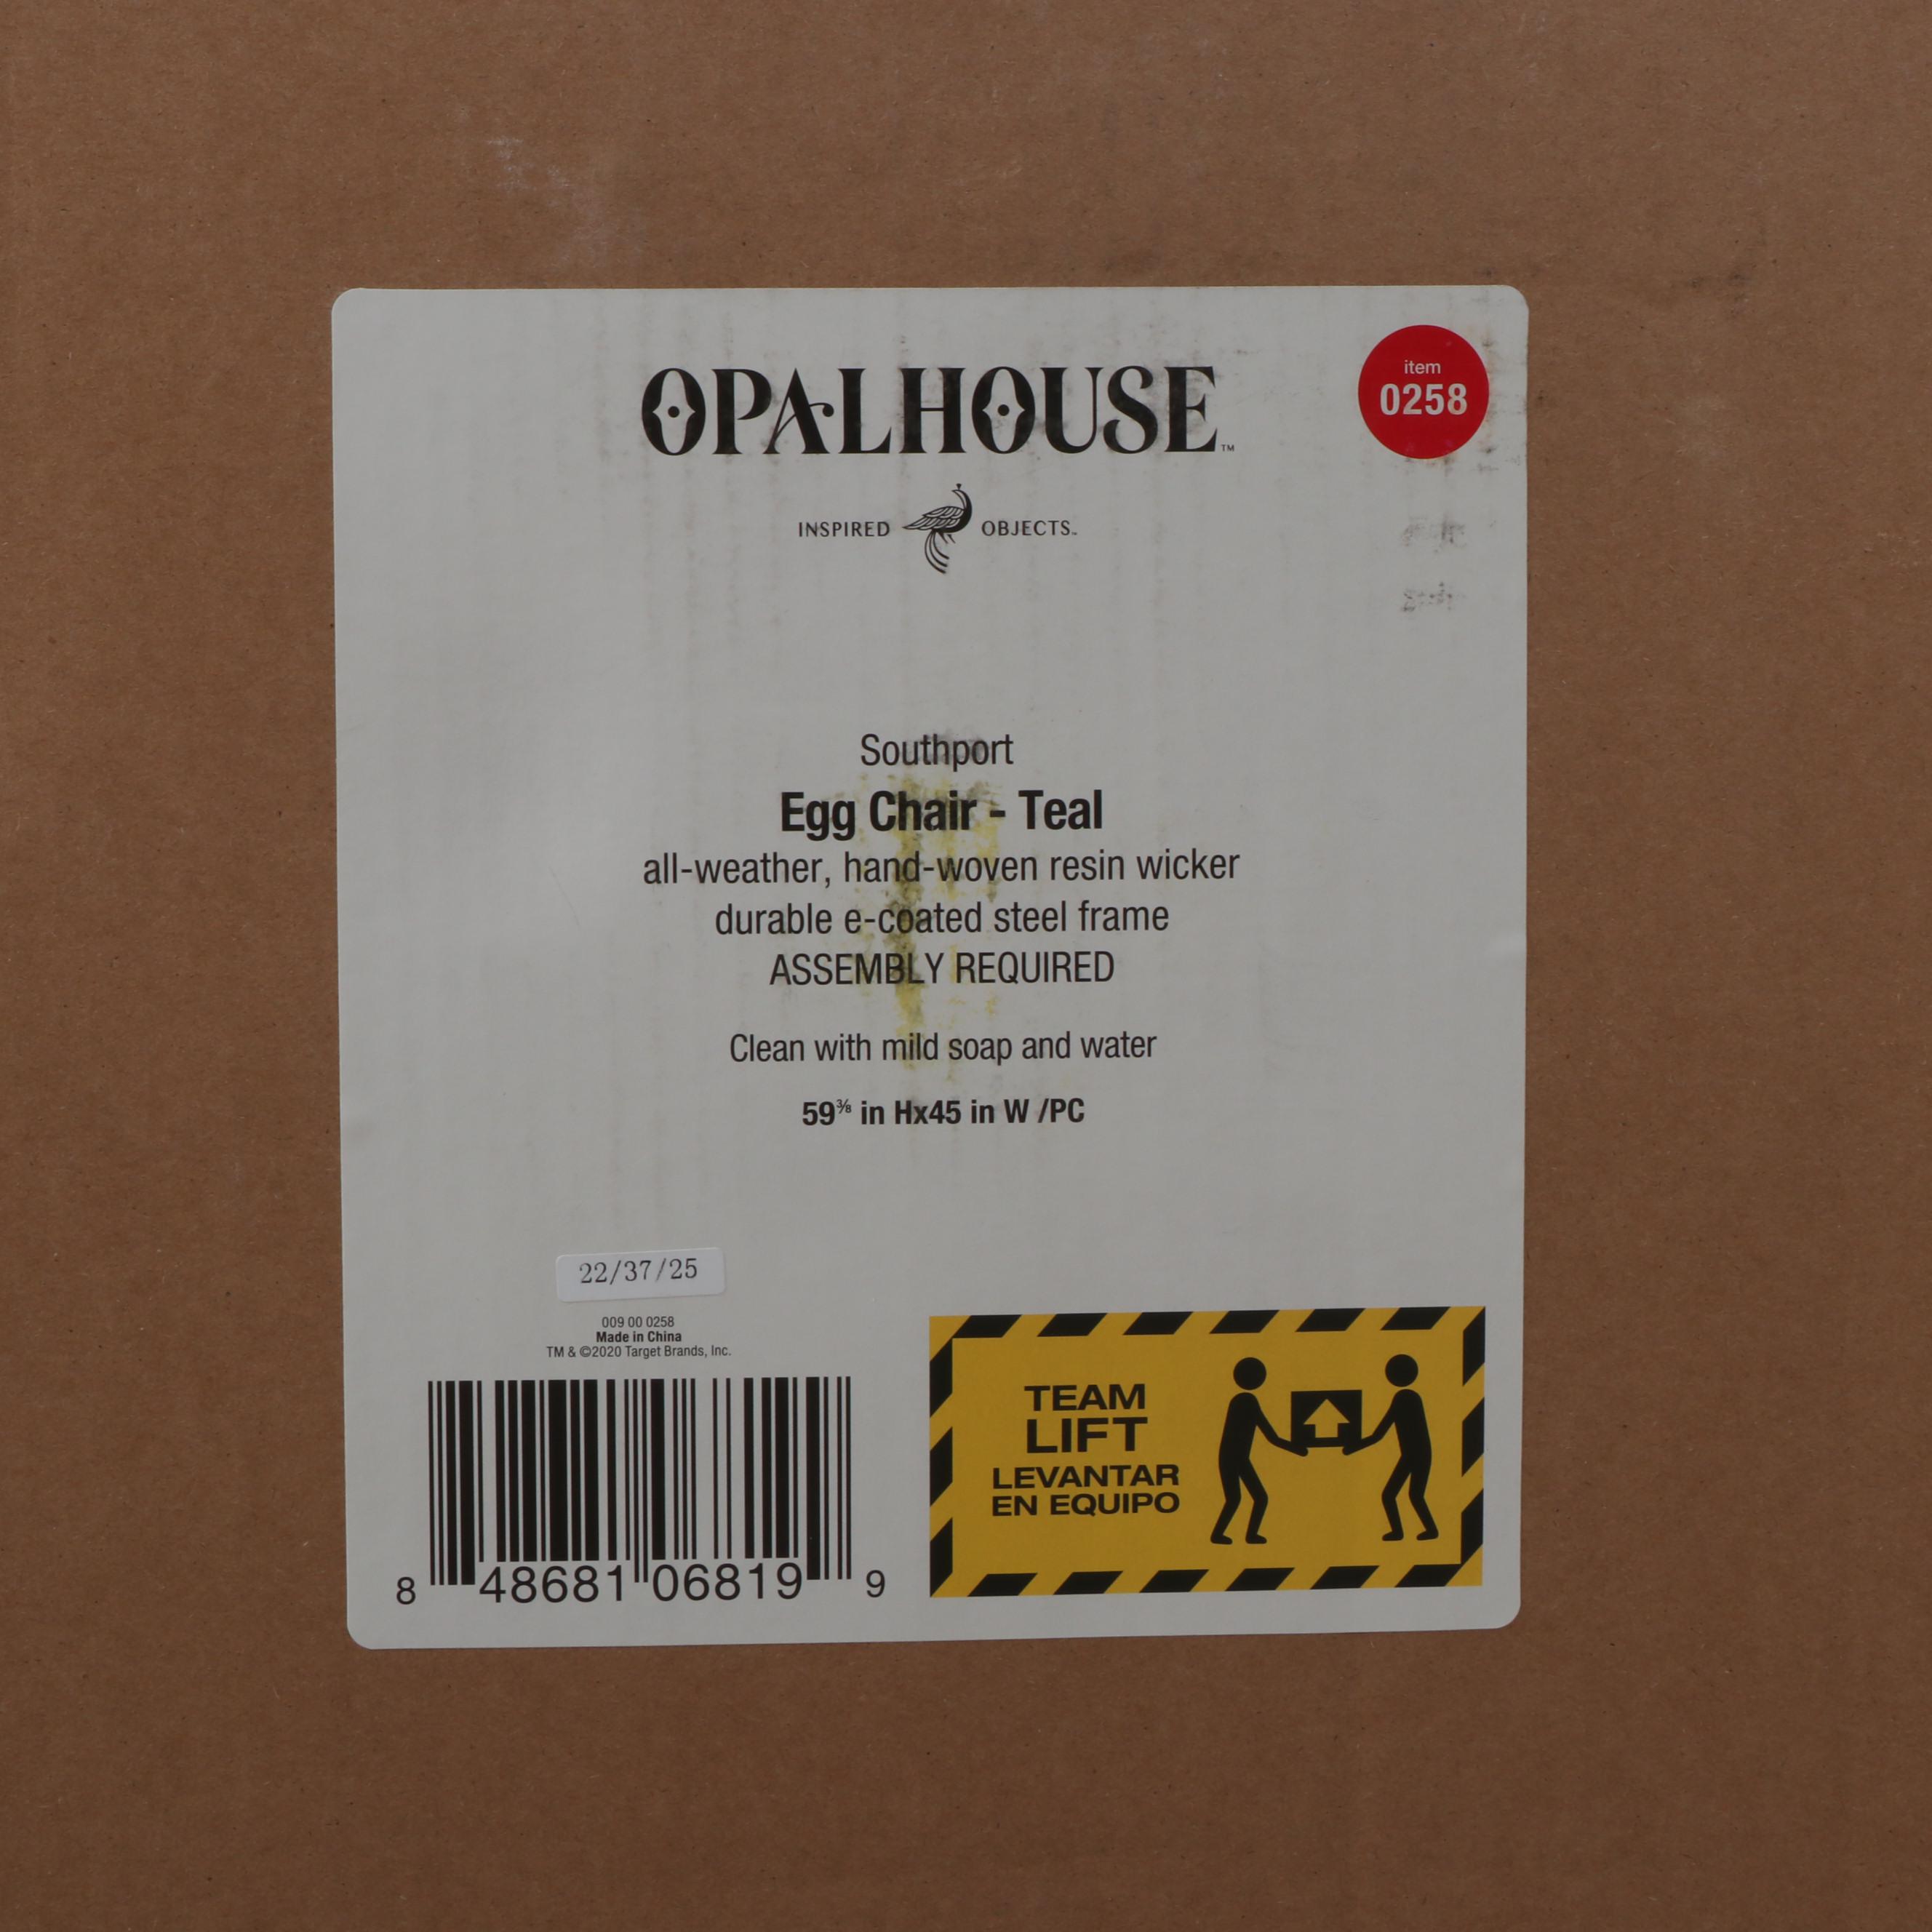 OPALHOUSE™
item
0258
INSPIRED OBJECTS™
Southport
Egg Chair - Teal
all-weather, hand-woven resin wicker
durable e-coated steel frame
ASSEMBLY REQUIRED
Clean with mild soap and water
59⅜ in Hx45 in W /PC
22/37/25
009 00 0258
Made in China
TM & ©2020 Target Brands, Inc.
8 48681 06819 9
TEAM
LIFT
LEVANTAR
EN EQUIPO